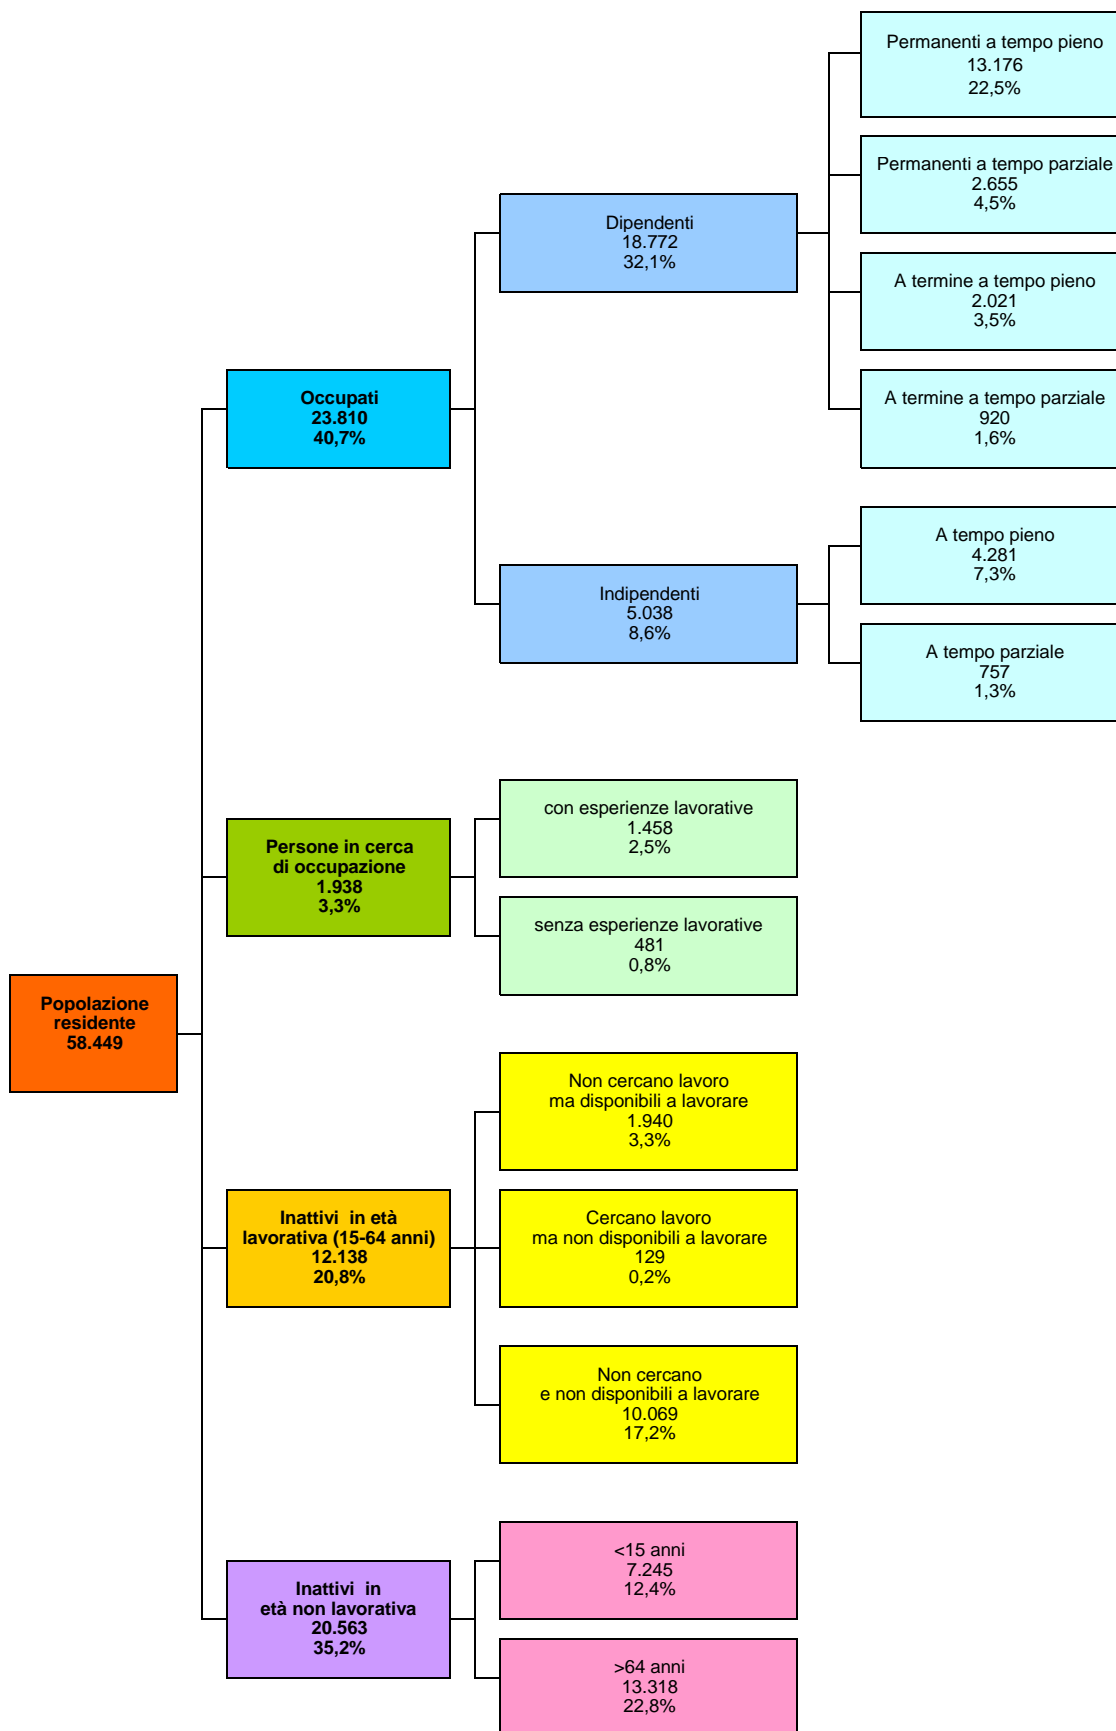 Permanenti a tempo pieno
13.176
22,5%
Permanenti a tempo parziale
2.655
4,5%
Dipendenti
18.772
32,1%
A termine a tempo pieno
2.021
3,5%
Occupati
23.810
40,7%
A termine a tempo parziale
920
1,6%
A tempo pieno
4.281
7,3%
Indipendenti
5.038
8,6%
A tempo parziale
757
1,3%
con esperienze lavorative
1.458
2,5%
Persone in cerca
di occupazione
1.938
3,3%
senza esperienze lavorative
481
0,8%
Popolazione
residente
58.449
Non cercano lavoro
ma disponibili a lavorare
1.940
3,3%
Inattivi in età
lavorativa (15-64 anni)
12.138
20,8%
Cercano lavoro
ma non disponibili a lavorare
129
0,2%
Non cercano
e non disponibili a lavorare
10.069
17,2%
<15 anni
7.245
12,4%
Inattivi in
età non lavorativa
20.563
35,2%
>64 anni
13.318
22,8%